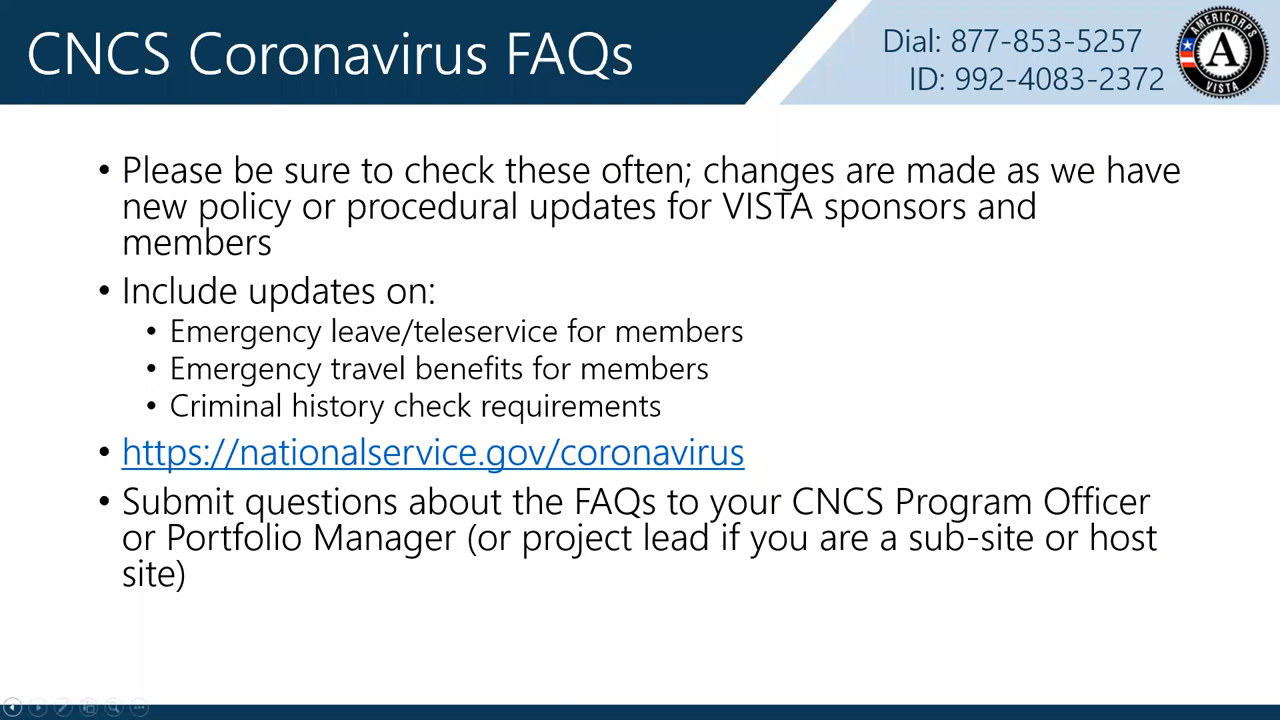 CNCS Coronavirus FAQs
Dial: 877-853-5257
ID: 992-4083-2372
AMERICORPS
A
VISTA
• Please be sure to check these often; changes are made as we have
new policy or procedural updates for VISTA sponsors and
members
• Include updates on:
• Emergency leave/teleservice for members
• Emergency travel benefits for members
• Criminal history check requirements
• https://nationalservice.gov/coronavirus
• Submit questions about the FAQs to your CNCS Program Officer
or Portfolio Manager (or project lead if you are a sub-site or host
site)